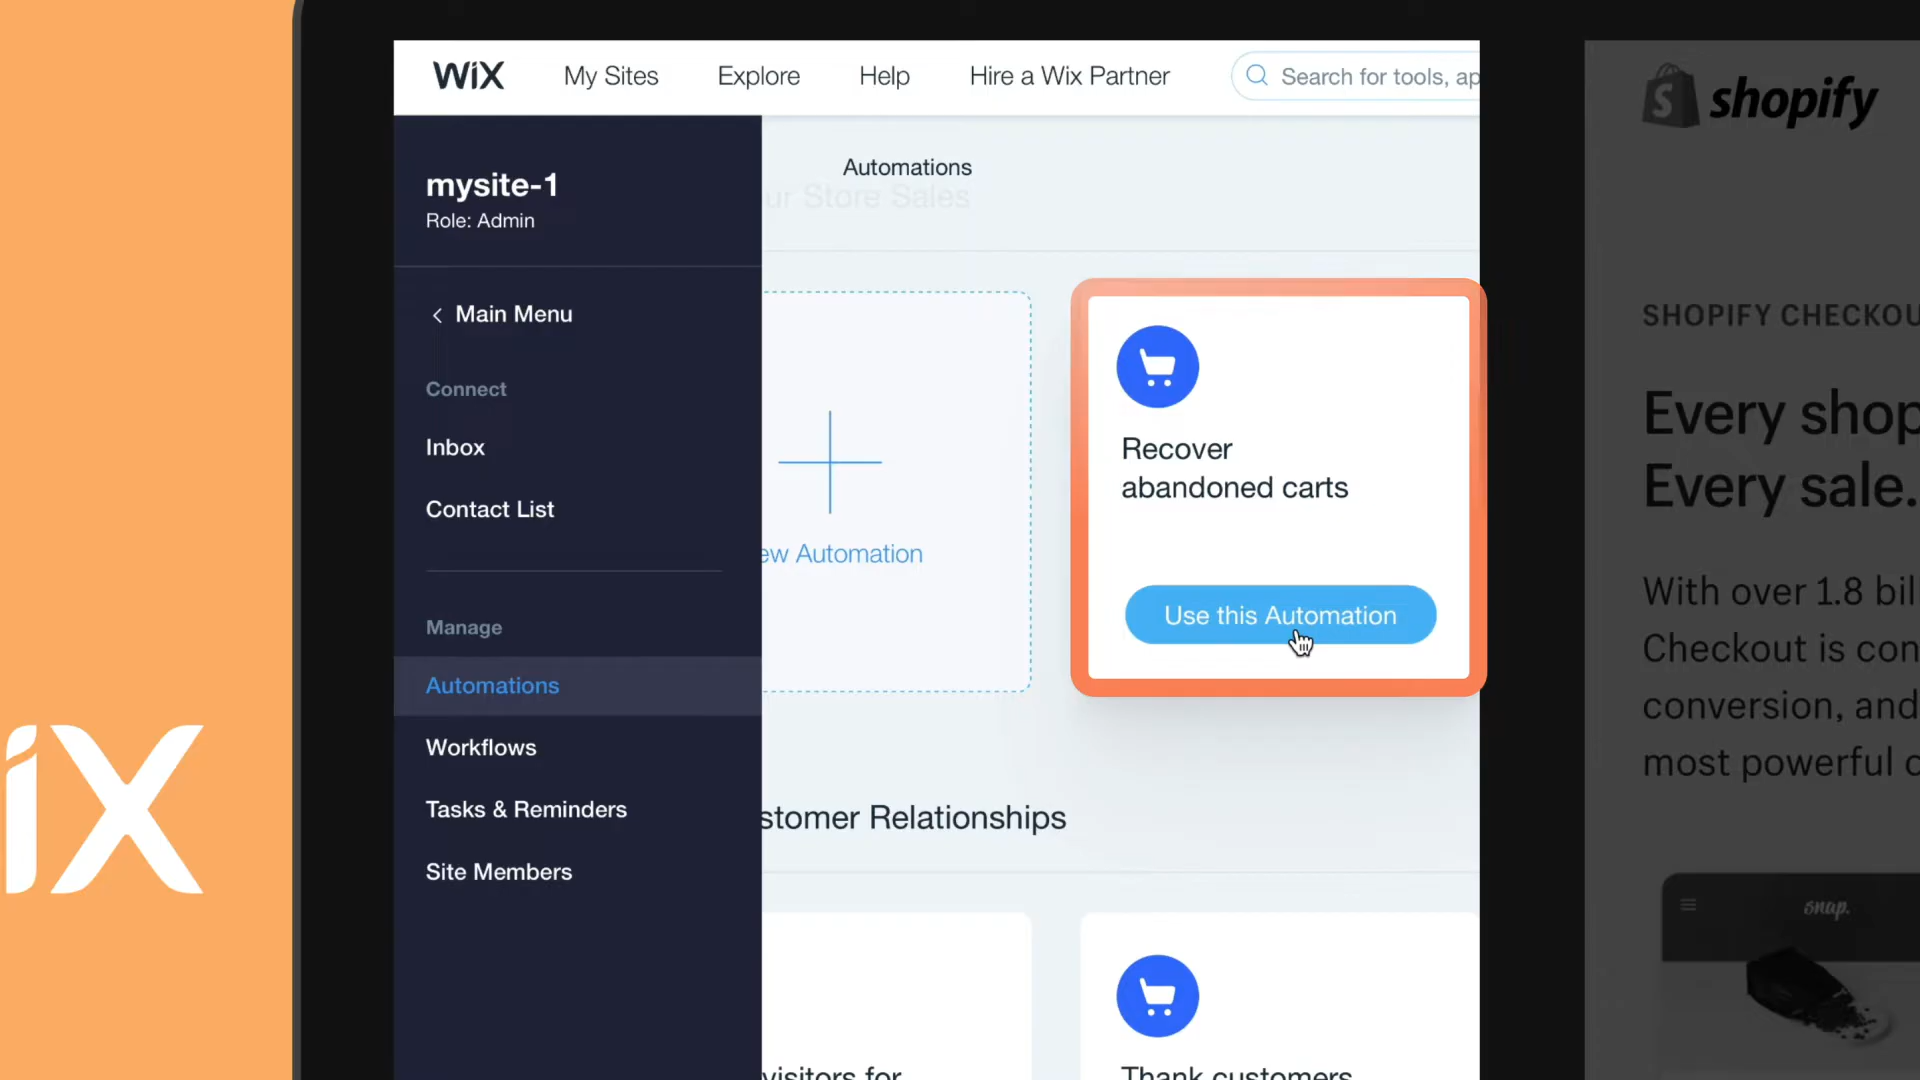 WiX
My Sites
Explore
Help
Hire a Wix Partner
Search for tools, ap
mysite-1
Role: Admin
Main Menu
Connect
Inbox
Contact List
Manage
Automations
Workflows
Tasks & Reminders
Site Members
Automations
ur Store Sales
ew Automation
Recover
abandoned carts
Use this Automation
stomer Relationships
visitors for
Thank customers
iX
shopify
SHOPIFY CHECKOU
Every shop
Every sale.
With over 1.8 bil
Checkout is con
conversion, and
most powerful c
snap.